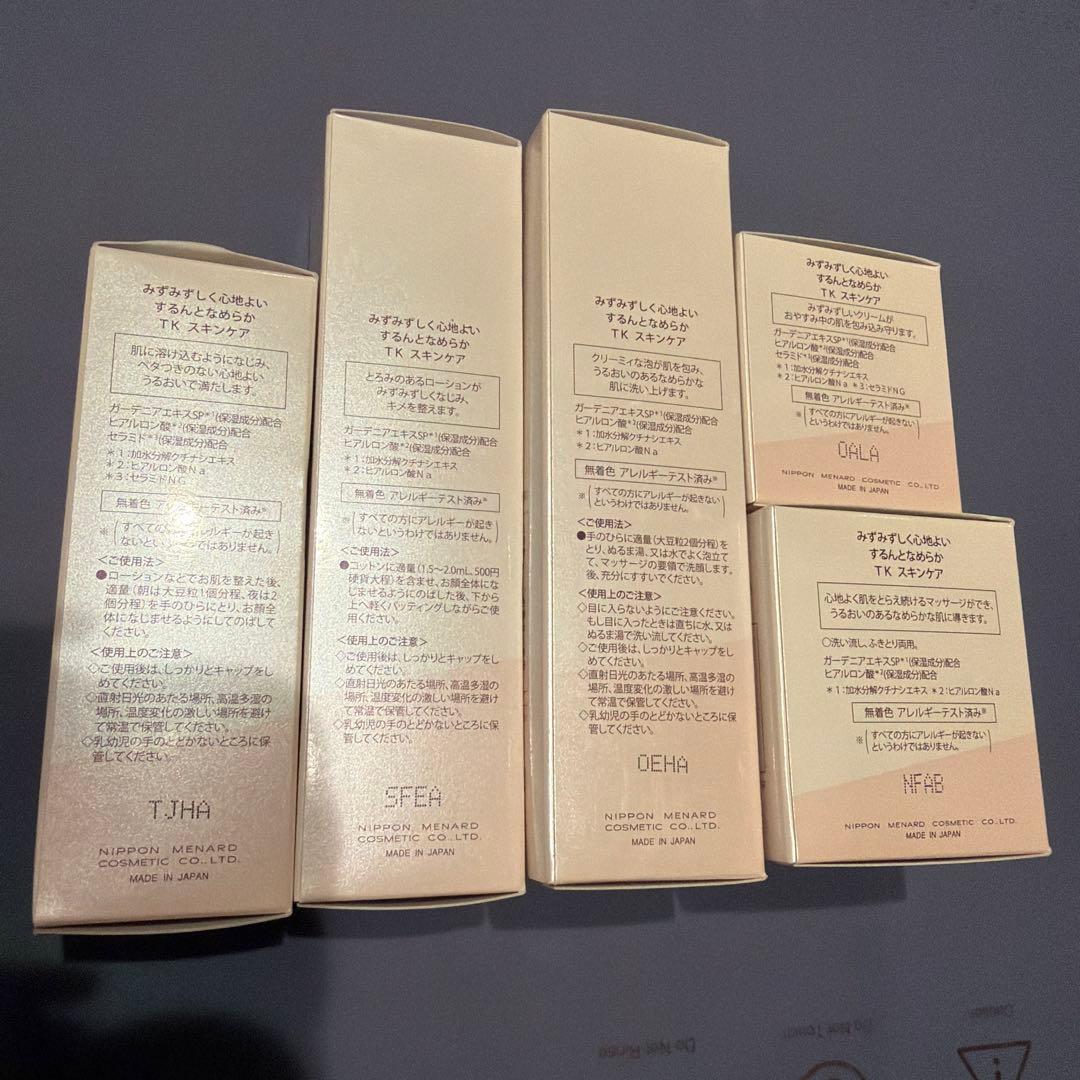 みずみずしく心地よい
するんとなめらか
TK スキンケア
肌に溶け込むようになじみ、
ベタつきのない心地よい
うるおいで満たします。
ガーデニアエキスSP*1(保湿成分)配合
ヒアルロン酸*2(保湿成分)配合
セラミド*3(保湿成分)配合
*1:加水分解クチナシエキス
*2:ヒアルロン酸Na
*3:セラミドNG
無着色 アレルギーテスト済み※
※(すべての方にアレルギーが起き
ないというわけではありません。)
<ご使用法>
●ローションなどでお肌を整えた後、
適量(朝は大豆粒1個分程、夜は2
個分程)を手のひらにとり、お顔全
体になじませるようにしてのばして
ください。
<使用上のご注意>
◇ご使用後は、しっかりとキャップをし
めてください。
◇直射日光のあたる場所、高温多湿の
場所、温度変化の激しい場所を避け
て常温で保管してください。
◇乳幼児の手のとどかないところに保
管してください。
TJHA
NIPPON MENARD
COSMETIC CO.,LTD.
MADE IN JAPAN
みずみずしく心地よい
するんとなめらか
TK スキンケア
とろみのあるローションが
みずみずしくなじみ、
キメを整えます。
ガーデニアエキスSP*1(保湿成分)配合
ヒアルロン酸*2(保湿成分)配合
*1:加水分解クチナシエキス
*2:ヒアルロン酸Na
無着色 アレルギーテスト済み※
※(すべての方にアレルギーが起き
ないというわけではありません。)
<ご使用法>
●コットンに適量(1.5〜2.0mL、500円
硬貨大程)を含ませ、お顔全体にな
じませるようにのばした後、下から
上へ軽くパッティングしながらご使
用ください。
<使用上のご注意>
◇ご使用後は、しっかりとキャップをし
めてください。
◇直射日光のあたる場所、高温多湿の
場所、温度変化の激しい場所を避け
て常温で保管してください。
◇乳幼児の手のとどかないところに保
管してください。
SFEA
NIPPON MENARD
COSMETIC CO.,LTD.
MADE IN JAPAN
みずみずしく心地よい
するんとなめらか
TK スキンケア
クリーミィな泡が肌を包み、
うるおいのあるなめらかな
肌に洗い上げます。
ガーデニアエキスSP*1(保湿成分)配合
ヒアルロン酸*2(保湿成分)配合
*1:加水分解クチナシエキス
*2:ヒアルロン酸Na
無着色 アレルギーテスト済み※
※(すべての方にアレルギーが起きない
というわけではありません。)
<ご使用法>
●手のひらに適量(大豆粒2個分程)を
とり、ぬるま湯、又は水でよく泡立て
て、マッサージの要領で洗顔します。
後、充分にすすいでください。
<使用上のご注意>
◇目に入らないようにご注意ください。
もし目に入ったときは直ちに水、又は
ぬるま湯で洗い流してください。
◇ご使用後は、しっかりとキャップをし
めてください。
◇直射日光のあたる場所、高温多湿の
場所、温度変化の激しい場所を避け
て常温で保管してください。
◇乳幼児の手のとどかないところに保
管してください。
OEHA
NIPPON MENARD
COSMETIC CO.,LTD.
MADE IN JAPAN
みずみずしく心地よい
するんとなめらか
TK スキンケア
みずみずしいクリームが
おやすみ中の肌を包み込み守ります。
ガーデニアエキスSP*1(保湿成分)配合
ヒアルロン酸*2(保湿成分)配合
セラミド*3(保湿成分)配合
*1:加水分解クチナシエキス
*2:ヒアルロン酸Na *3:セラミドNG
無着色 アレルギーテスト済み※
※(すべての方にアレルギーが起きない
というわけではありません。)
OALA
NIPPON MENARD COSMETIC CO.,LTD.
MADE IN JAPAN
みずみずしく心地よい
するんとなめらか
TK スキンケア
心地よく肌をとらえ続けるマッサージができ、
うるおいのあるなめらかな肌に導きます。
○洗い流し、ふきとり両用。
ガーデニアエキスSP*1(保湿成分)配合
ヒアルロン酸*2(保湿成分)配合
*1:加水分解クチナシエキス *2:ヒアルロン酸Na
無着色 アレルギーテスト済み※
※(すべての方にアレルギーが起きない
というわけではありません。)
NFAB
NIPPON MENARD COSMETIC CO.,LTD.
MADE IN JAPAN
Do Not Rinse
Do Not Touch